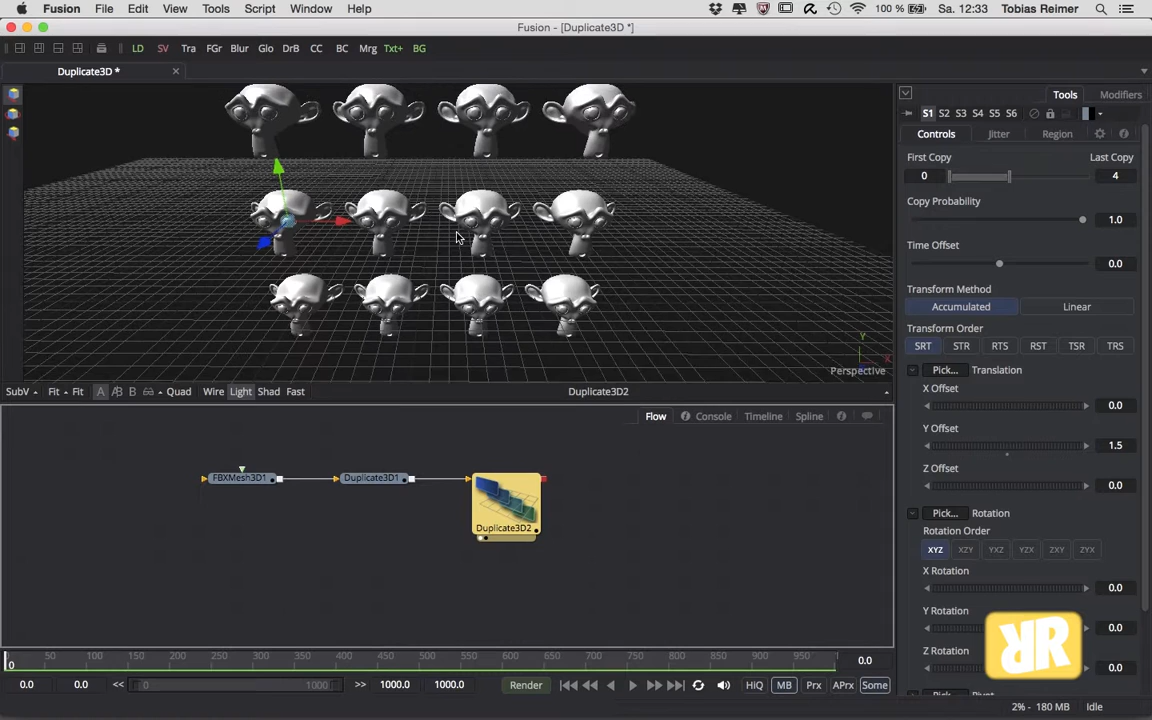 Fusion File Edit View Tools Script Window Help 100 % Sa. 12:33 Tobias Reimer
Fusion - [Duplicate3D *]
LD SV Tra FGr Blur Glo DrB CC BC Mrg Txt+ BG
Duplicate3D *
Tools Modifiers
S1 S2 S3 S4 S5 S6
Controls Jitter Region
First Copy Last Copy
0 4
Copy Probability
1.0
Time Offset
0.0
Transform Method
Accumulated Linear
Transform Order
SRT STR RTS RST TSR TRS
Pick... Translation
X Offset
0.0
Y Offset
1.5
Z Offset
0.0
Pick... Rotation
Rotation Order
XYZ XZY YXZ YZX ZXY ZYX
X Rotation
0.0
Y Rotation
0.0
Z Rotation
0.0
Pick... Pivot
Y
X
Perspective
SubV Fit Fit A B Quad Wire Light Shad Fast Duplicate3D2
Flow Console Timeline Spline
FBXMesh3D1 Duplicate3D1 Duplicate3D2
RR
0 50 100 150 200 250 300 350 400 450 500 550 600 650 700 750 800 850 900 950 0.0
0.0 0.0 << 0 1000 >> 1000.0 1000.0 Render HiQ MB Prx APrx Some
2% - 180 MB Idle